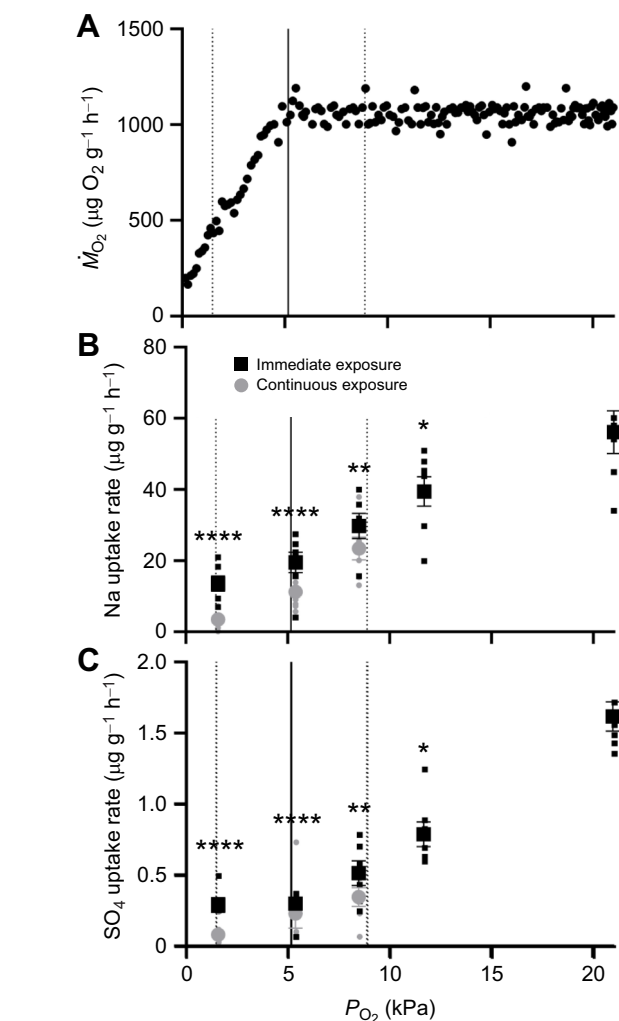 A
1500
1000
500
0
ṀO₂ (µg O₂ g⁻¹ h⁻¹)
B
80
60
40
20
0
Na uptake rate (µg g⁻¹ h⁻¹)
Immediate exposure
Continuous exposure
****
****
**
*
C
2.0
1.5
1.0
0.5
0
SO₄ uptake rate (µg g⁻¹ h⁻¹)
****
****
**
*
0 5 10 15 20
PO₂ (kPa)